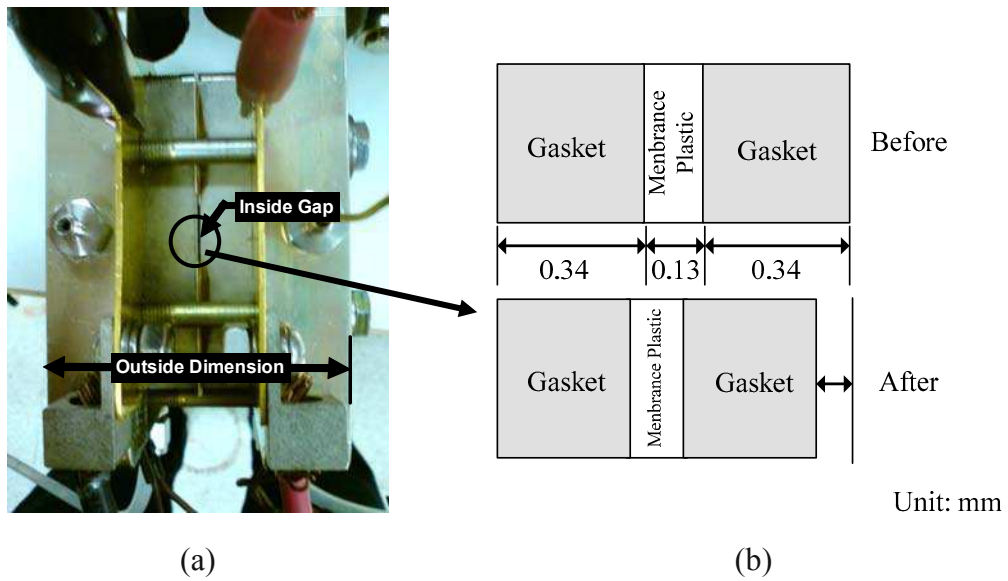 Inside Gap
Outside Dimension
(a)
Gasket
Menbrance
Plastic
Gasket
Before
0.34
0.13
0.34
Gasket
Menbrance Plastic
Gasket
After
Unit: mm
(b)